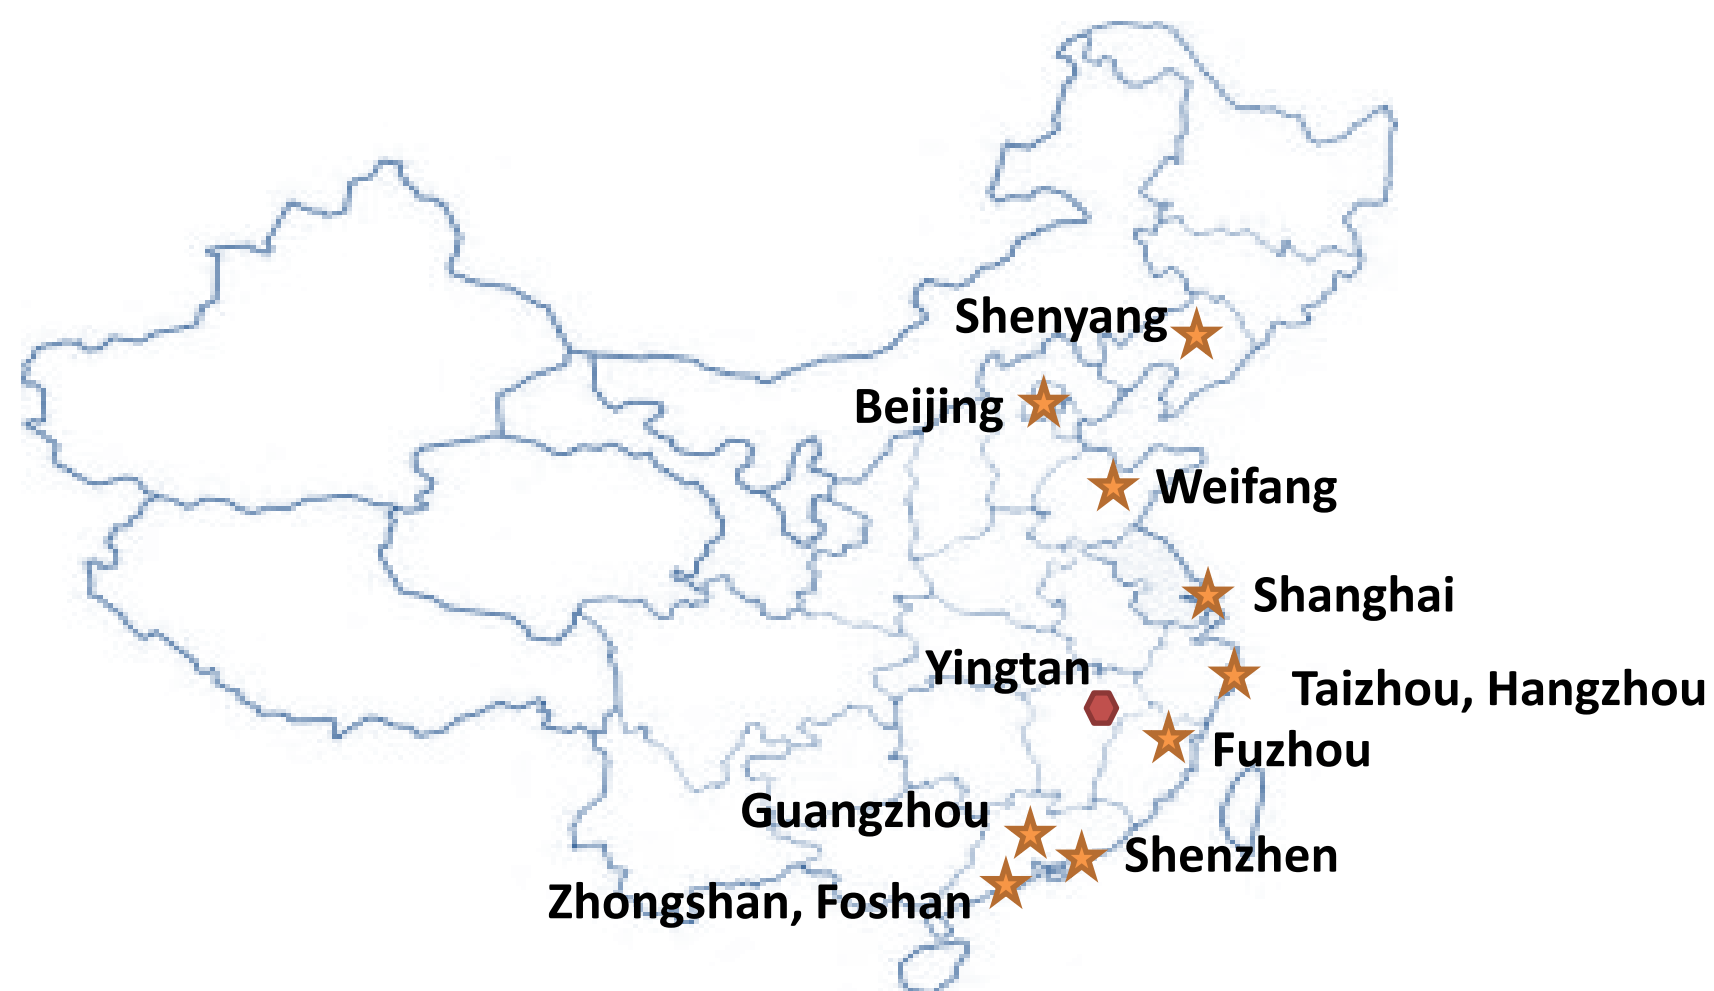 Shenyang
Beijing
Weifang
Shanghai
Yingtan
Taizhou, Hangzhou
Fuzhou
Guangzhou
Shenzhen
Zhongshan, Foshan